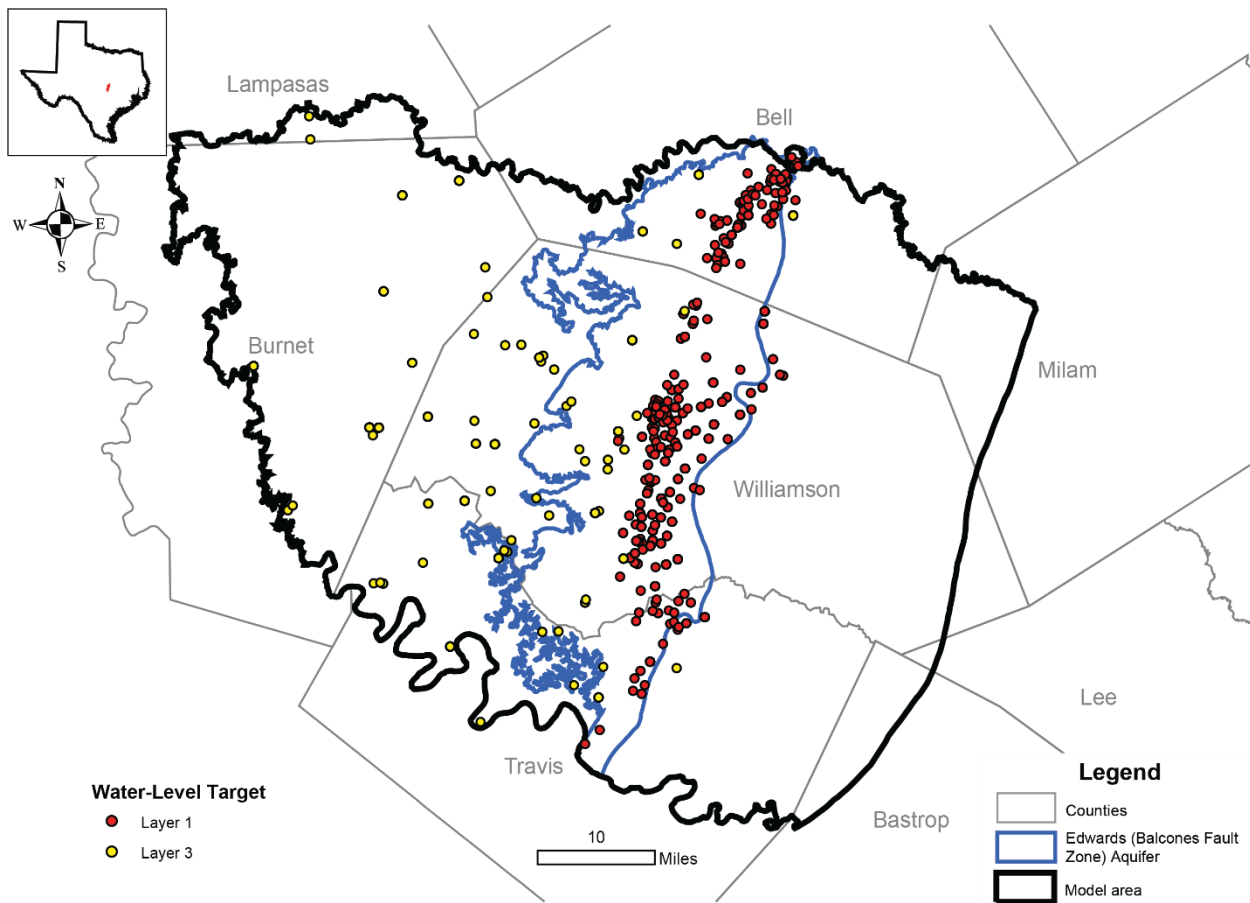 Lampasas
Bell
N
W E
S
Burnet
Milam
Williamson
Lee
Travis
Bastrop
Water-Level Target
Layer 1
Layer 3
10
Miles
Legend
Counties
Edwards (Balcones Fault
Zone) Aquifer
Model area